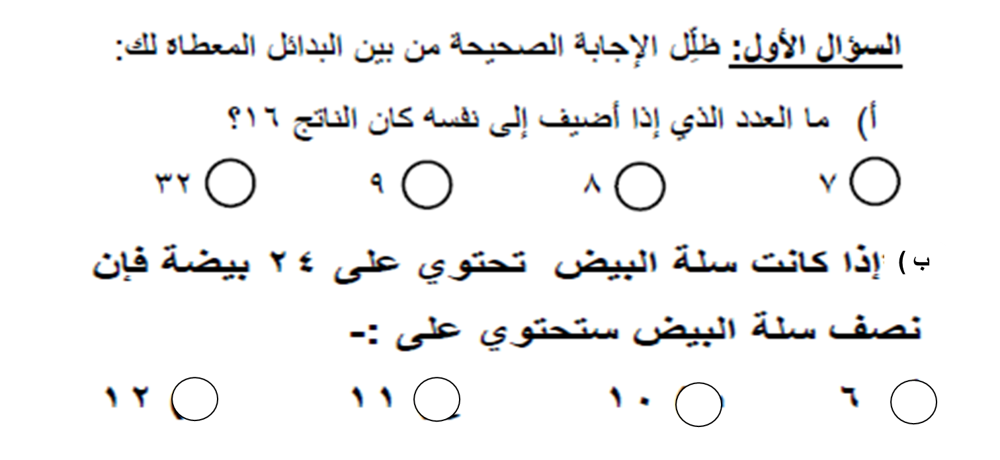 السؤال الأول: ظلِّل الإجابة الصحيحة من بين البدائل المعطاة لك:
أ) ما العدد الذي إذا أضيف إلى نفسه كان الناتج ١٦؟
٧ ٨ ٩ ٣٢
ب ) إذا كانت سلة البيض تحتوي على ٢٤ بيضة فإن
نصف سلة البيض ستحتوي على :-
٦ ١٠ ١١ ١٢